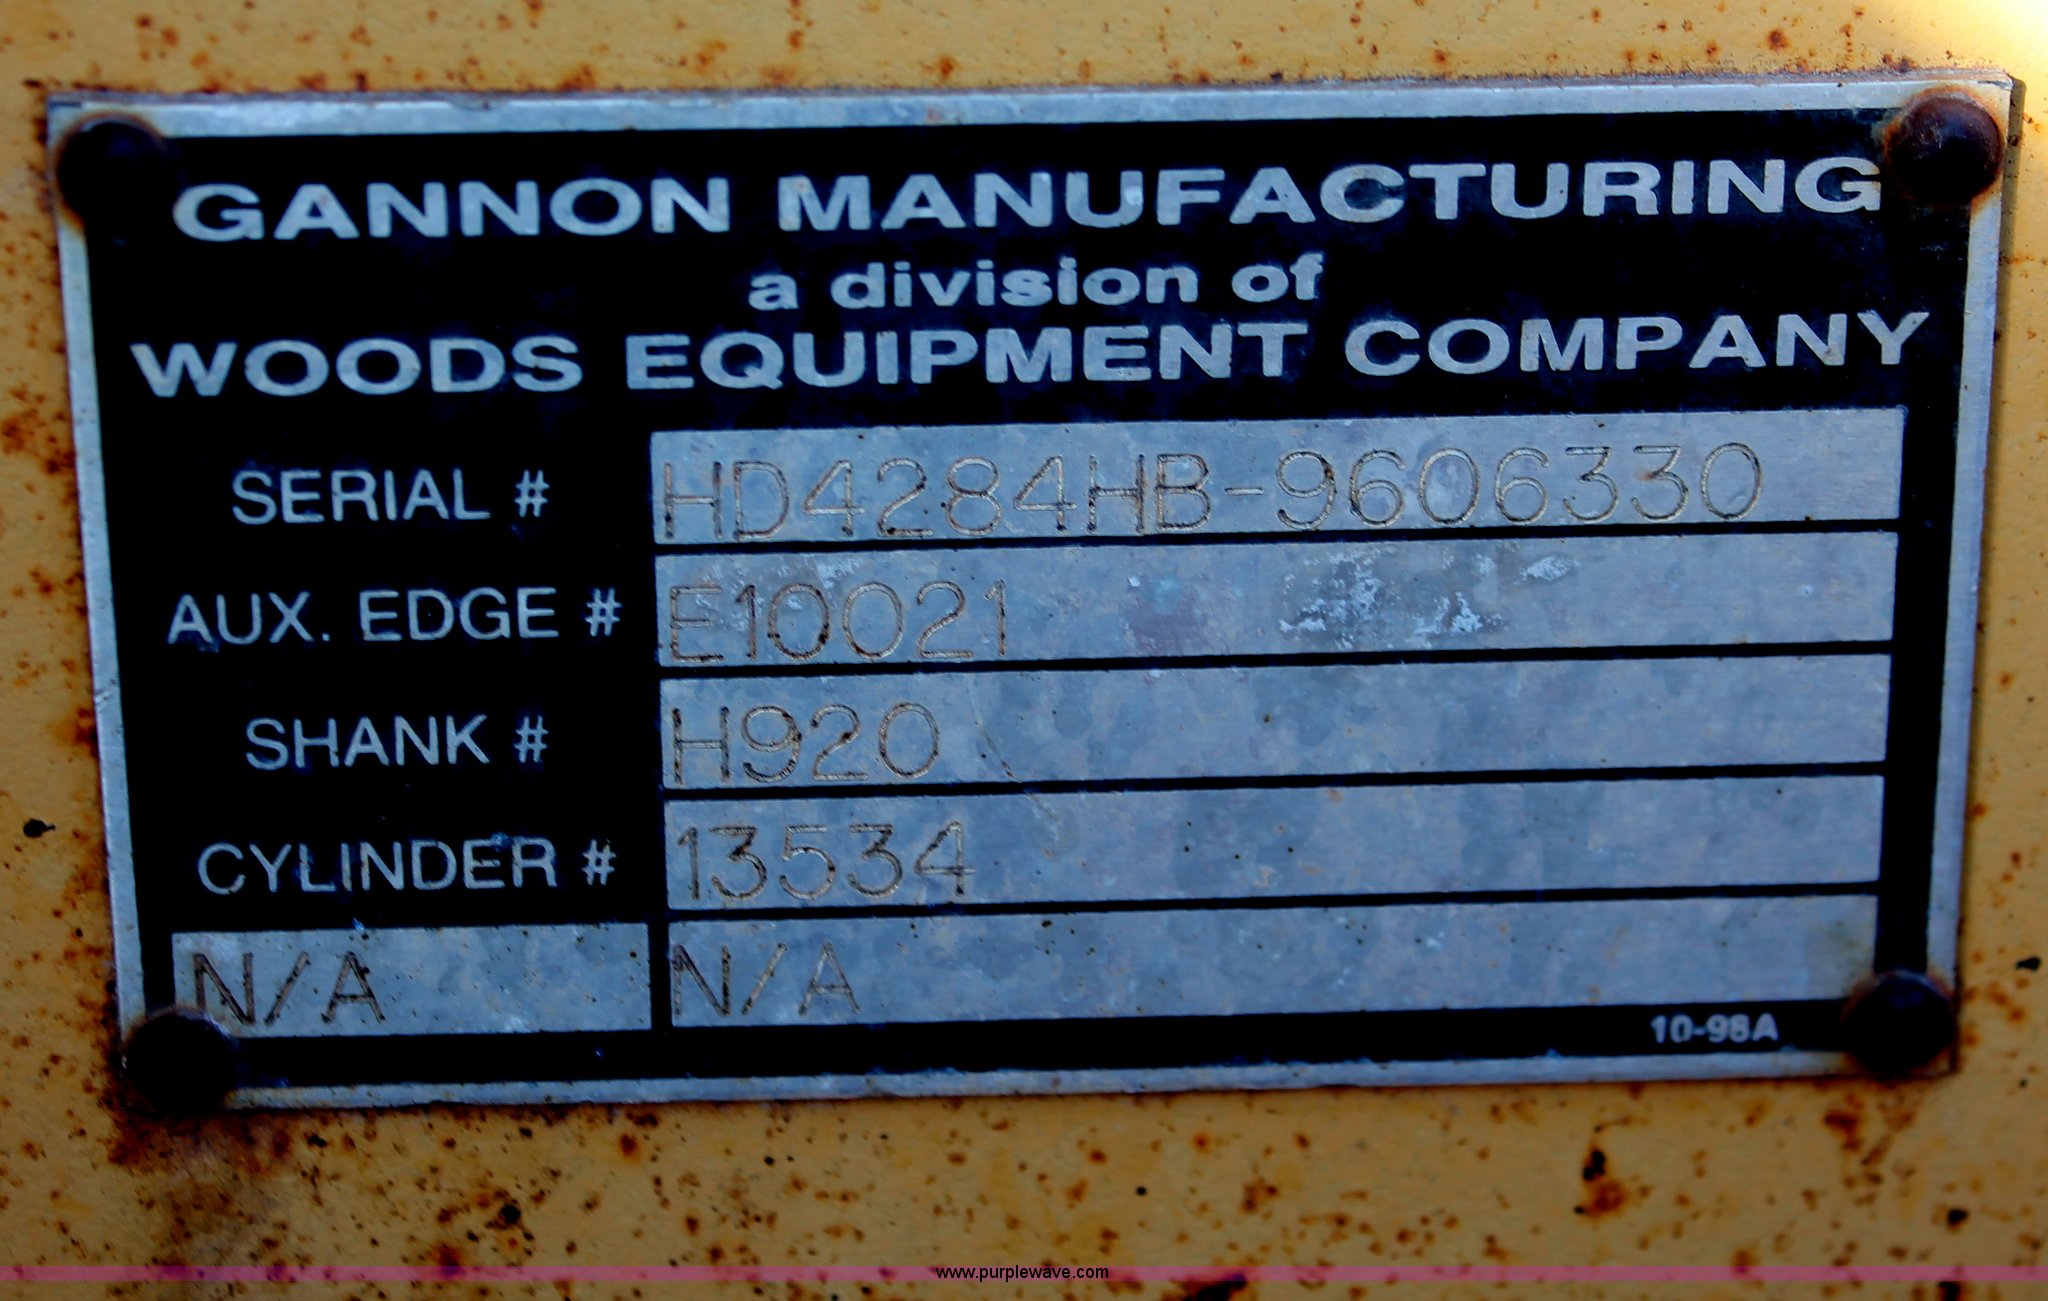 GANNON MANUFACTURING
a division of
WOODS EQUIPMENT COMPANY
SERIAL # HD4284HB-9606330
AUX. EDGE # E10021
SHANK # H920
CYLINDER # 13534
N/A N/A
10-98A
www.purplewave.com